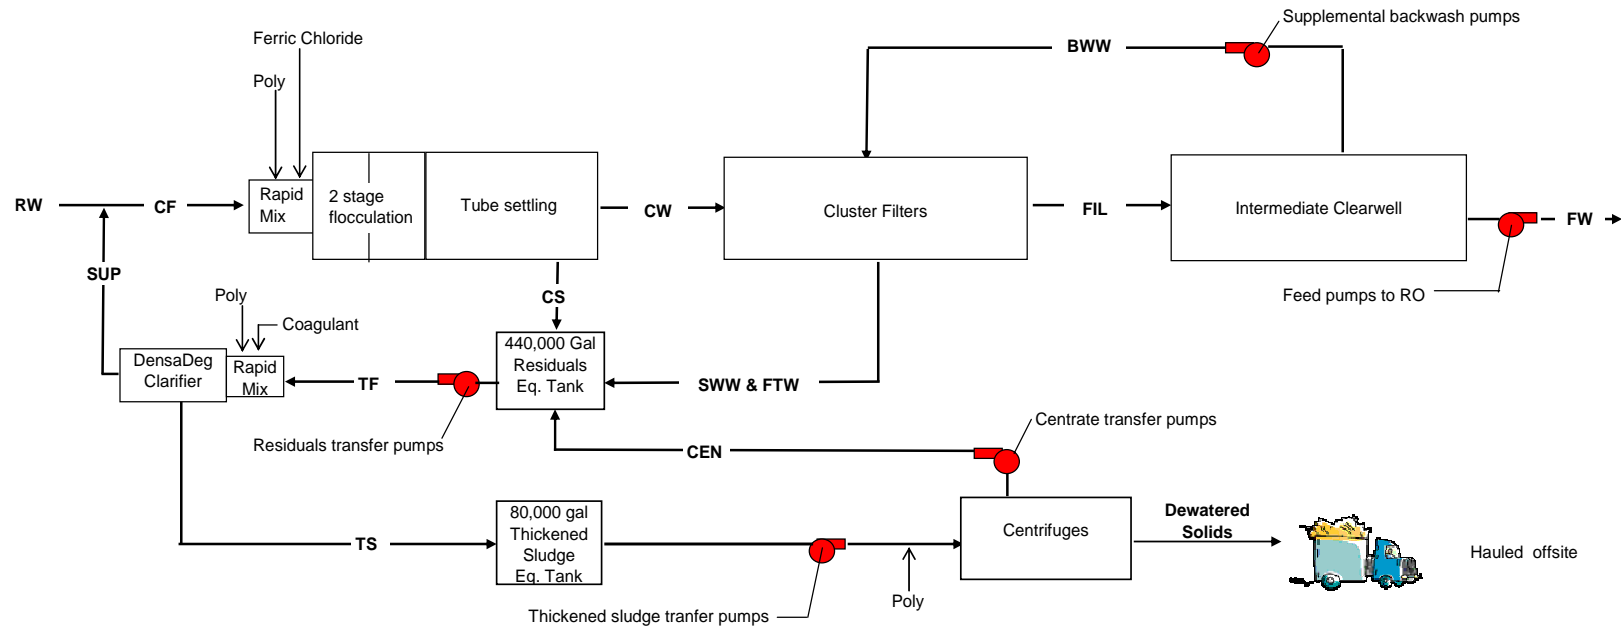 Supplemental backwash pumps
Ferric Chloride
BWW
Poly
Rapid
Mix
2 stage
flocculation
Tube settling
Cluster Filters
Intermediate Clearwell
RW
CF
CW
FIL
FW
SUP
CS
Feed pumps to RO
Poly
Coagulant
DensaDeg
Clarifier
Rapid
Mix
TF
440,000 Gal
Residuals
Eq. Tank
SWW & FTW
Residuals transfer pumps
CEN
Centrate transfer pumps
TS
80,000 gal
Thickened
Sludge
Eq. Tank
Centrifuges
Dewatered
Solids
Hauled offsite
Poly
Thickened sludge tranfer pumps